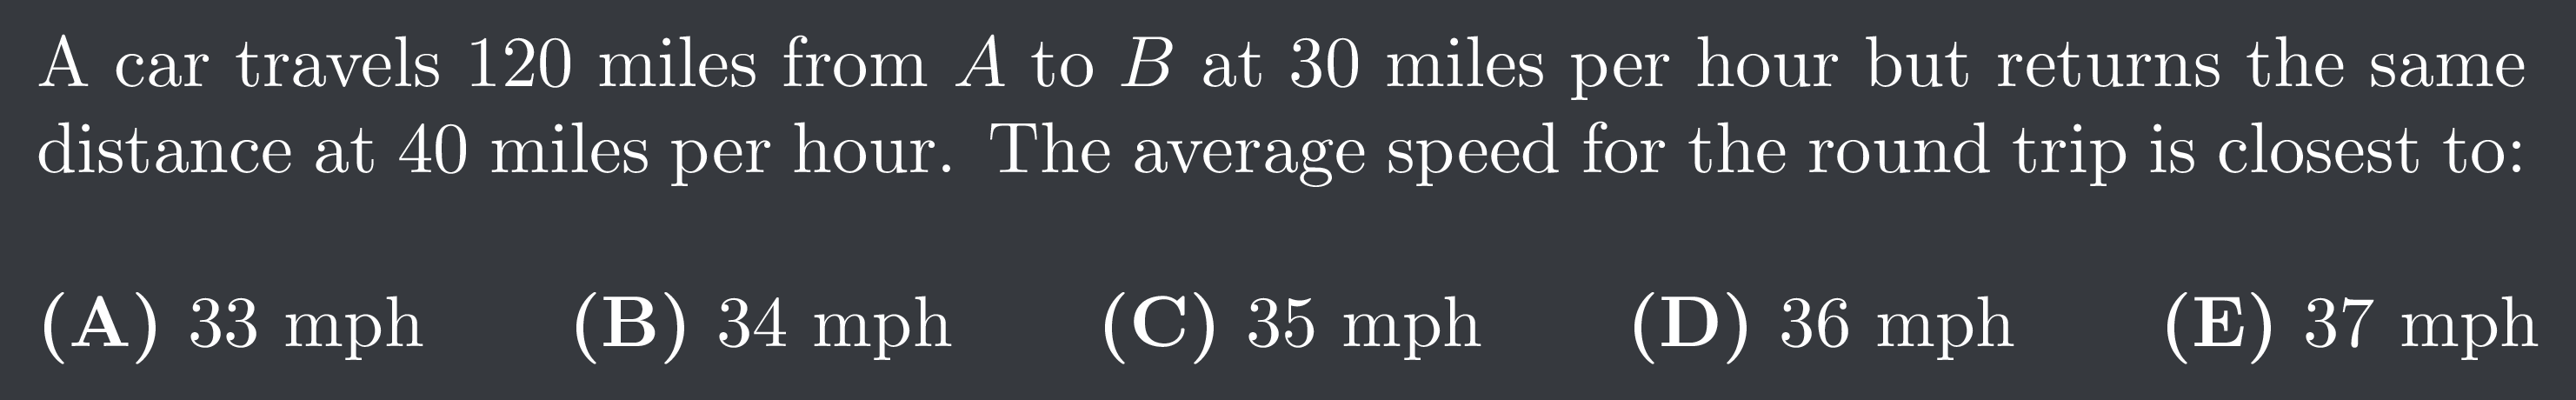 A car travels 120 miles from A to B at 30 miles per hour but returns the same
distance at 40 miles per hour. The average speed for the round trip is closest to:
(A) 33 mph (B) 34 mph (C) 35 mph (D) 36 mph (E) 37 mph